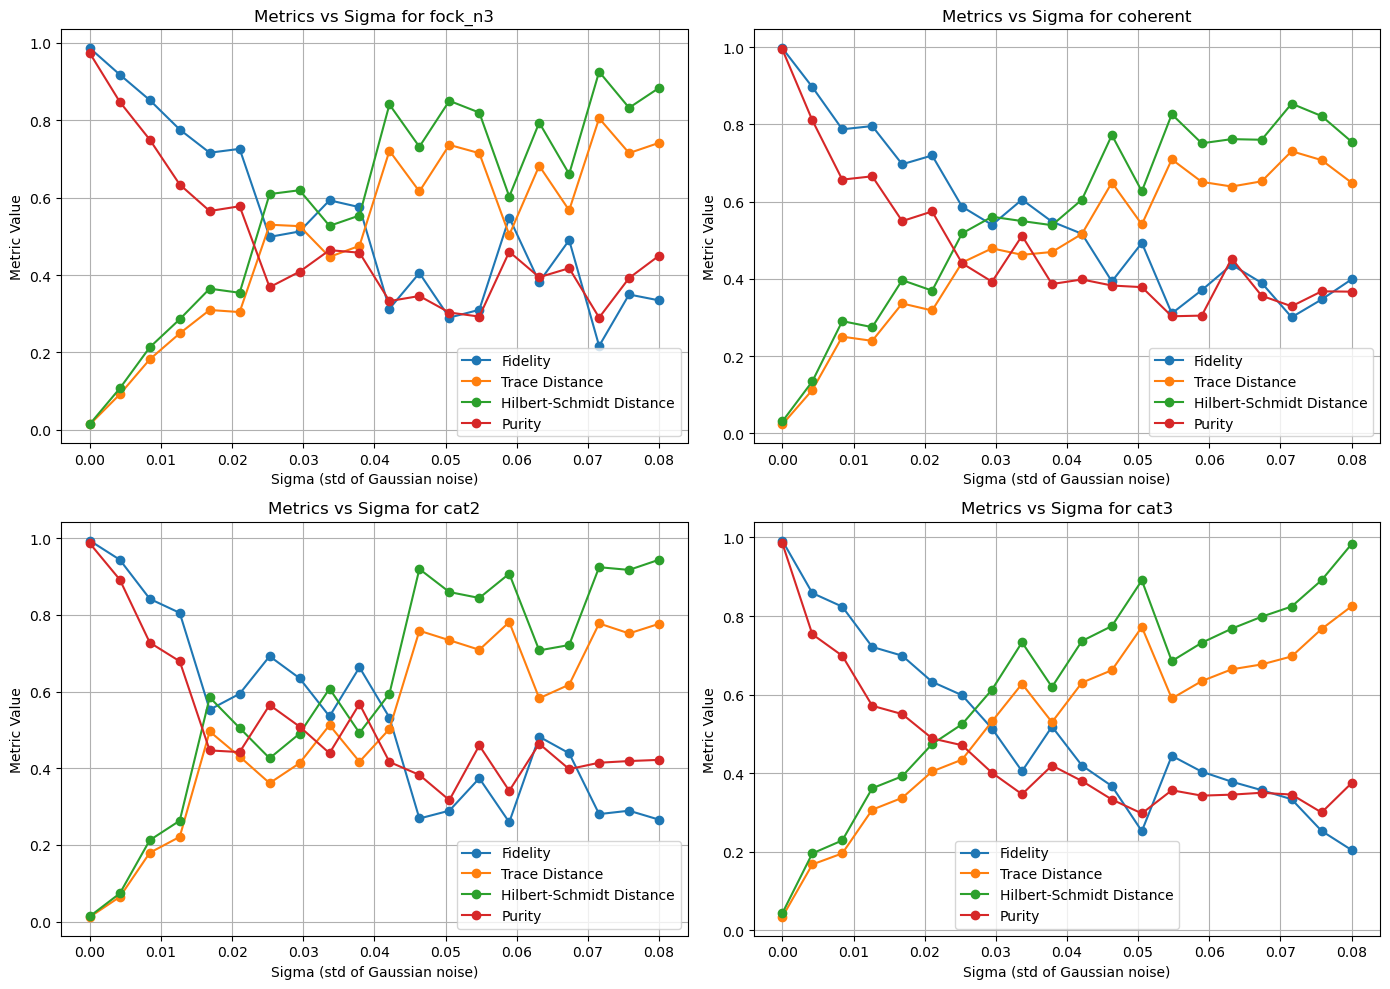 Metrics vs Sigma for fock_n3
Metric Value
1.0
0.8
0.6
0.4
0.2
0.0
Fidelity
Trace Distance
Hilbert-Schmidt Distance
Purity
0.00 0.01 0.02 0.03 0.04 0.05 0.06 0.07 0.08
Sigma (std of Gaussian noise)
Metrics vs Sigma for coherent
Metric Value
1.0
0.8
0.6
0.4
0.2
0.0
Fidelity
Trace Distance
Hilbert-Schmidt Distance
Purity
0.00 0.01 0.02 0.03 0.04 0.05 0.06 0.07 0.08
Sigma (std of Gaussian noise)
Metrics vs Sigma for cat2
Metric Value
1.0
0.8
0.6
0.4
0.2
0.0
Fidelity
Trace Distance
Hilbert-Schmidt Distance
Purity
0.00 0.01 0.02 0.03 0.04 0.05 0.06 0.07 0.08
Sigma (std of Gaussian noise)
Metrics vs Sigma for cat3
Metric Value
1.0
0.8
0.6
0.4
0.2
0.0
Fidelity
Trace Distance
Hilbert-Schmidt Distance
Purity
0.00 0.01 0.02 0.03 0.04 0.05 0.06 0.07 0.08
Sigma (std of Gaussian noise)